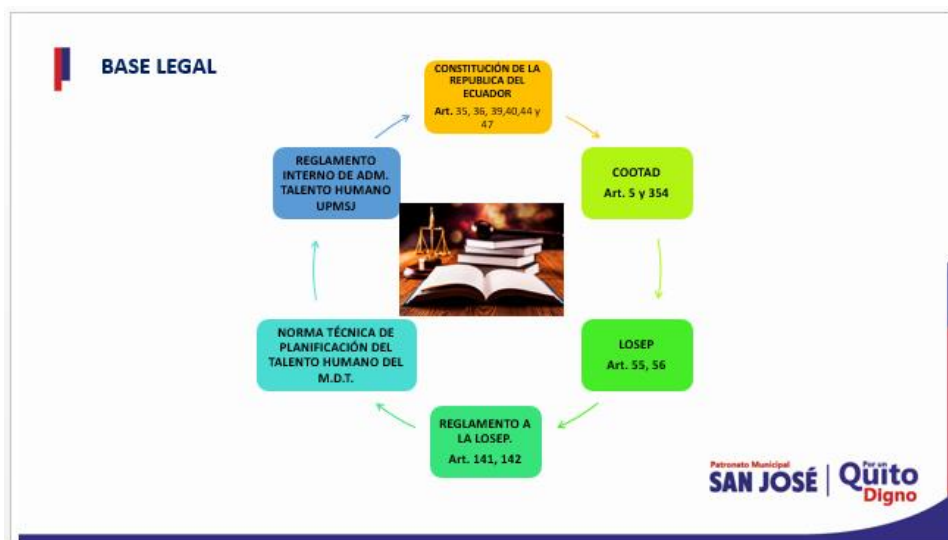 BASE LEGAL
CONSTITUCIÓN DE LA
REPUBLICA DEL
ECUADOR
Art. 35, 36, 39,40,44 y
47
COOTAD
Art. 5 y 354
LOSEP
Art. 55, 56
REGLAMENTO A
LA LOSEP.
Art. 141, 142
NORMA TÉCNICA DE
PLANIFICACIÓN DEL
TALENTO HUMANO DEL
M.D.T.
REGLAMENTO
INTERNO DE ADM.
TALENTO HUMANO
UPMSJ
Patronato Municipal
SAN JOSÉ
Por un
Quito
Digno